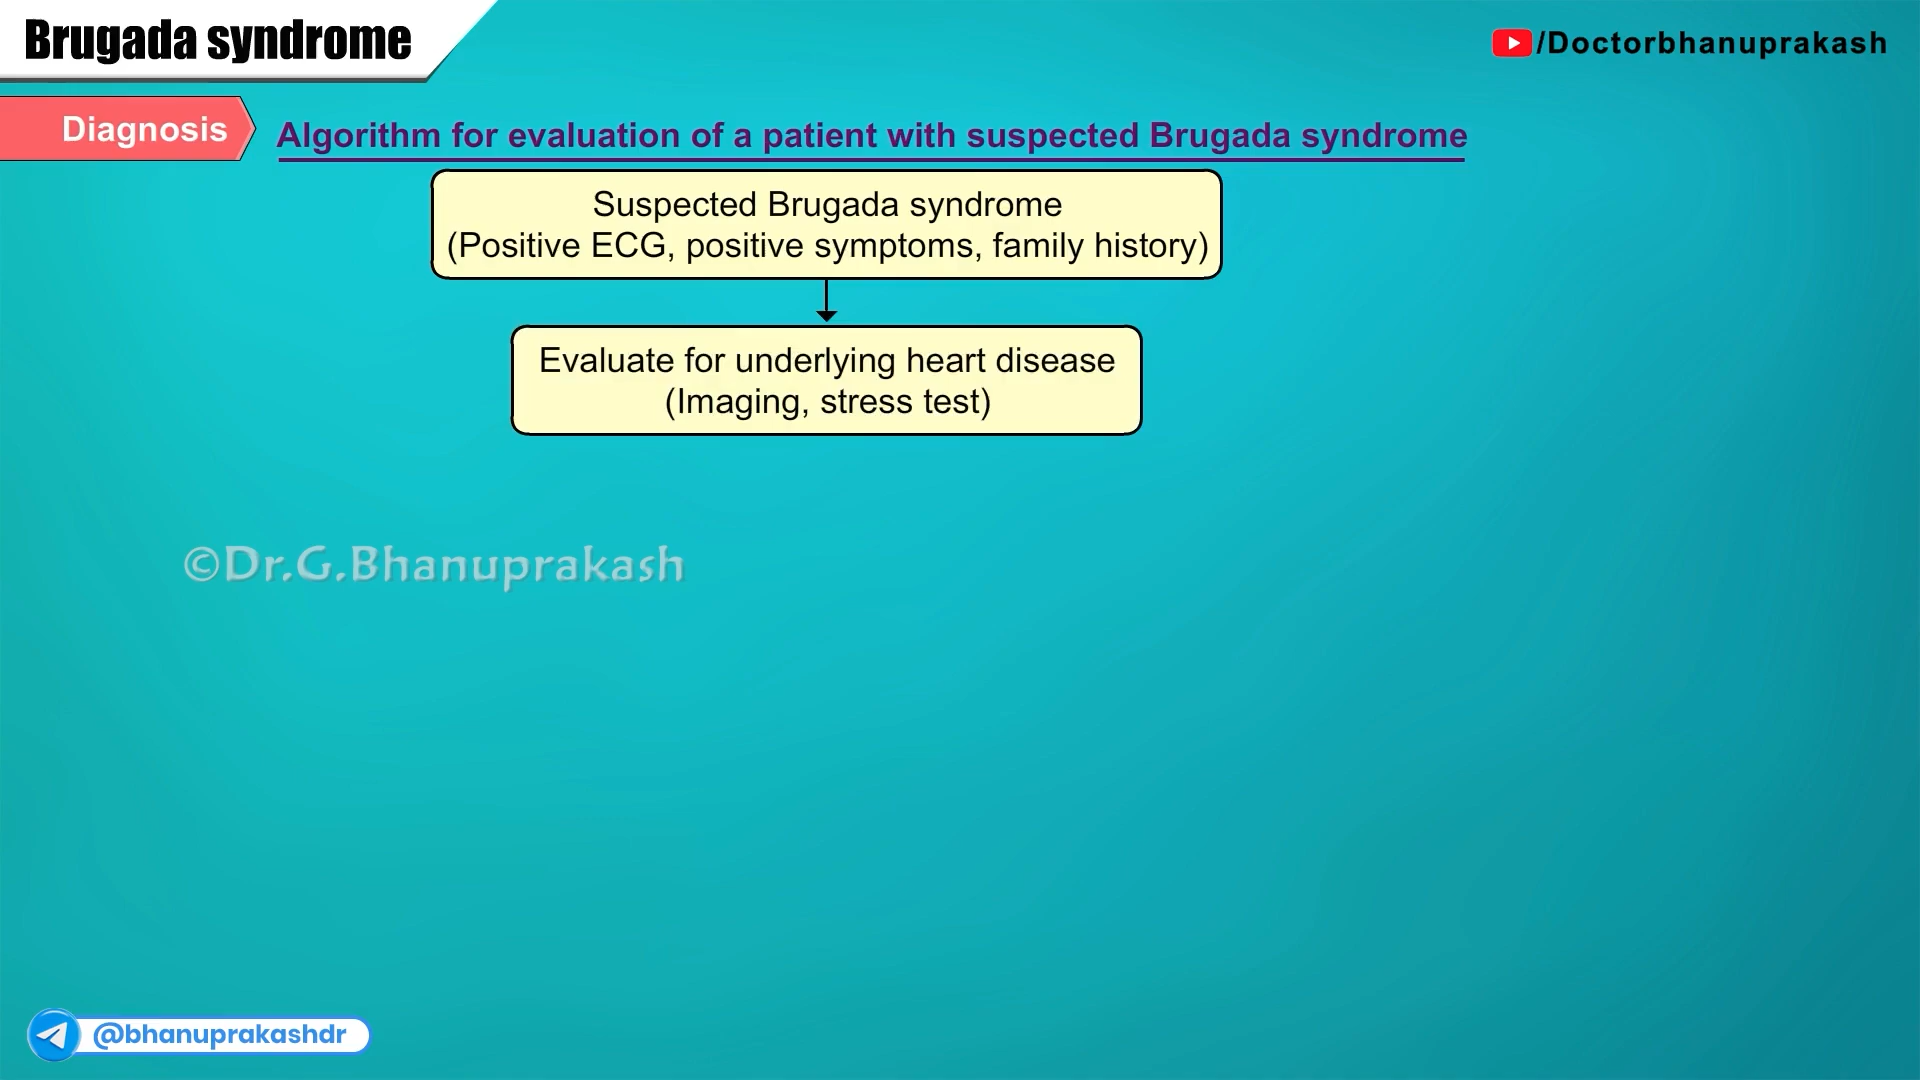 Brugada syndrome
/Doctorbhanuprakash
Diagnosis
Algorithm for evaluation of a patient with suspected Brugada syndrome
Suspected Brugada syndrome
(Positive ECG, positive symptoms, family history)
Evaluate for underlying heart disease
(Imaging, stress test)
©Dr.G.Bhanuprakash
@bhanuprakashdr